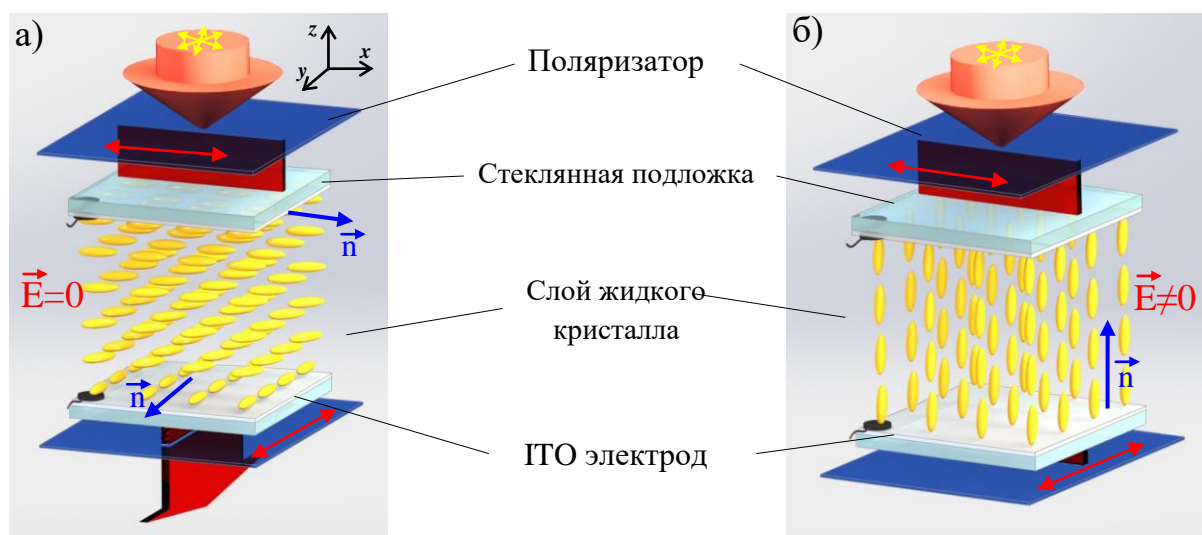 а)
z
x
y
б)
Поляризатор
Стеклянная подложка
n
E=0
E≠0
Слой жидкого
кристалла
n
n
ITO электрод